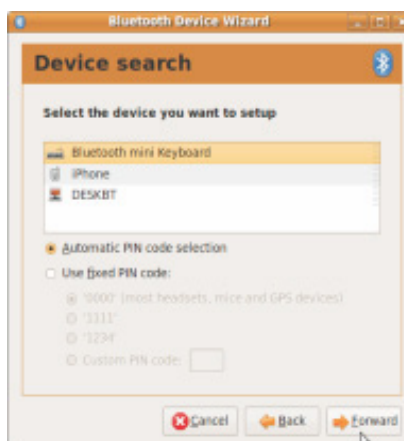 Bluetooth Device Wizard
Device search
Select the device you want to setup
Bluetooth mini Keyboard
iPhone
DESKBT
Automatic PIN code selection
Use fixed PIN code:
'0000' (most headsets, mice and GPS devices)
'1111'
'1234'
Custom PIN code:
Cancel
Back
Forward